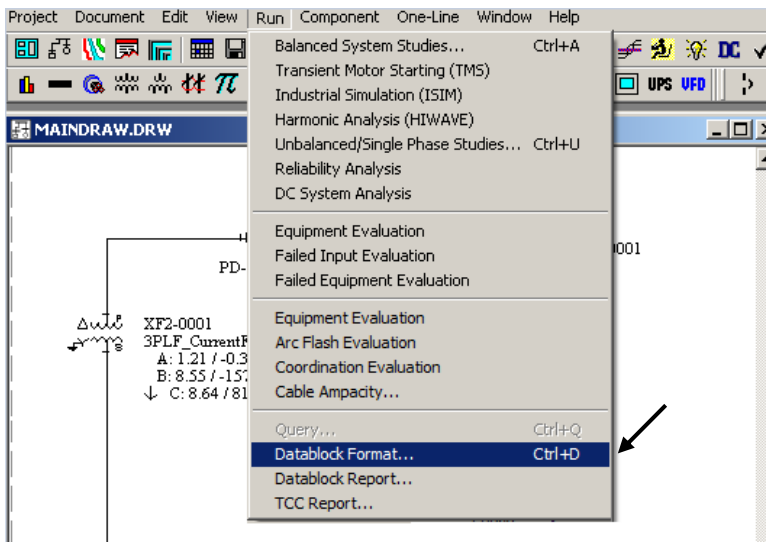 Project Document Edit View Run Component One-Line Window Help
DC
UPS VFD
MAINDRAW.DRW
Balanced System Studies... Ctrl+A
Transient Motor Starting (TMS)
Industrial Simulation (ISIM)
Harmonic Analysis (HIWAVE)
Unbalanced/Single Phase Studies... Ctrl+U
Reliability Analysis
DC System Analysis
Equipment Evaluation
Failed Input Evaluation
Failed Equipment Evaluation
Equipment Evaluation
Arc Flash Evaluation
Coordination Evaluation
Cable Ampacity...
Query... Ctrl+Q
Datablock Format... Ctrl+D
Datablock Report...
TCC Report...
PD-
XF2-0001
3PLF_CurrentF
A: 1.21 / -0.3
B: 8.55 / -157
C: 8.64 / 81